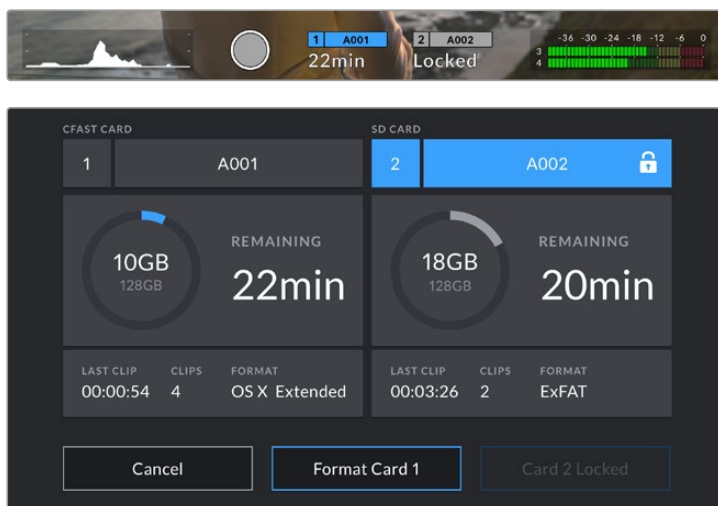 1 A001 2 A002 -36 -30 -24 -18 -12 -6 0
22min Locked 3
4
CFAST CARD SD CARD
1 A001 2 A002
10GB REMAINING 18GB REMAINING
128GB 22min 128GB 20min
LAST CLIP CLIPS FORMAT LAST CLIP CLIPS FORMAT
00:00:54 4 OS X Extended 00:03:26 2 ExFAT
Cancel Format Card 1 Card 2 Locked